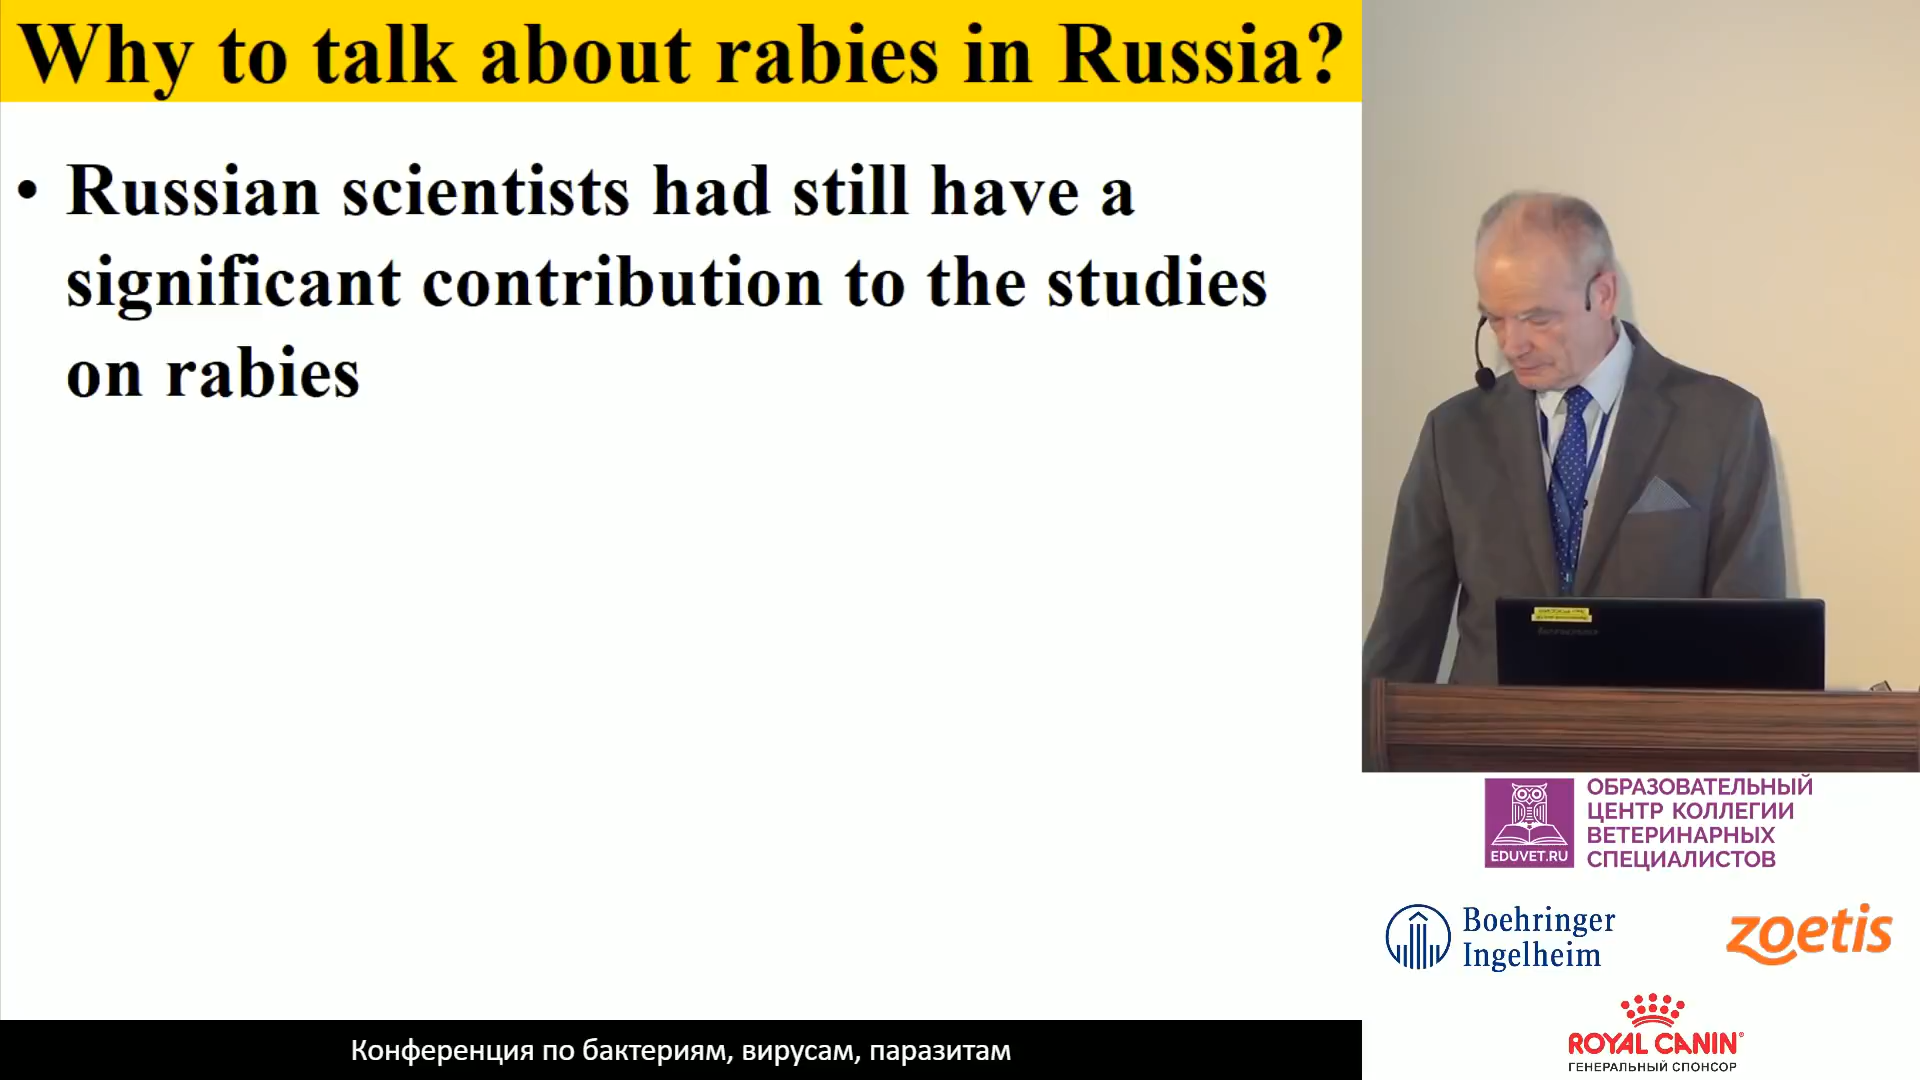 Why to talk about rabies in Russia?
• Russian scientists had still have a
significant contribution to the studies
on rabies
ОБРАЗОВАТЕЛЬНЫЙ
ЦЕНТР КОЛЛЕГИИ
ВЕТЕРИНАРНЫХ
СПЕЦИАЛИСТОВ
EDUVET.RU
Boehringer
Ingelheim
zoetis
ROYAL CANIN
ГЕНЕРАЛЬНЫЙ СПОНСОР
Конференция по бактериям, вирусам, паразитам